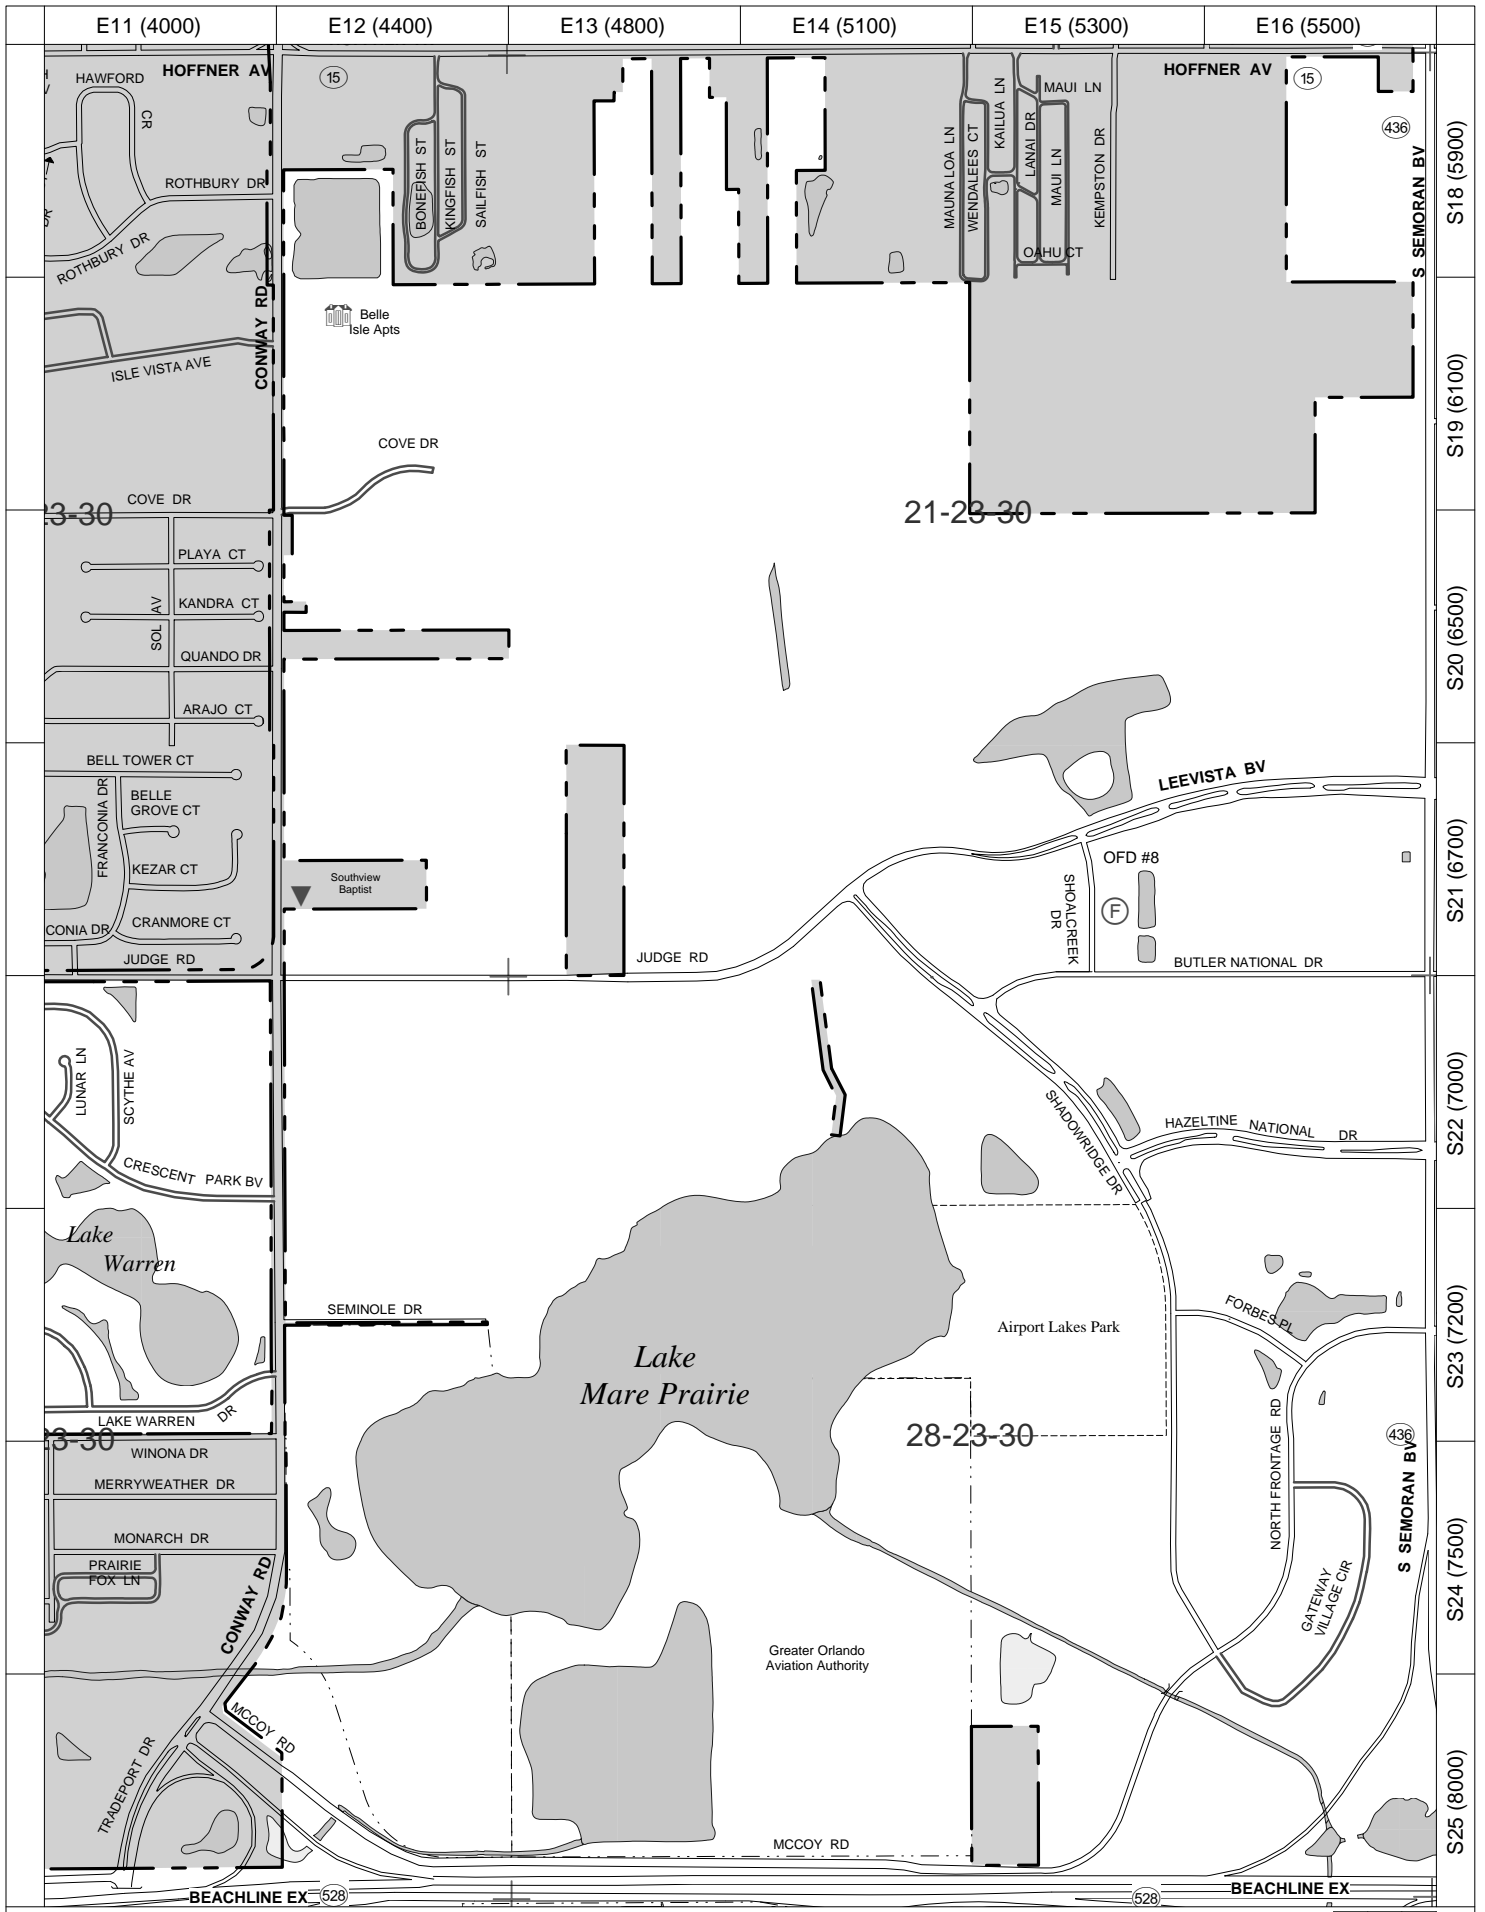 E11 (4000)
E12 (4400)
E13 (4800)
E14 (5100)
E15 (5300)
E16 (5500)
HOFFNER AV
HOFFNER AV
15
15
436
HAWFORD
CR
ROTHBURY DR
ROTHBURY DR
BONEFISH ST
KINGFISH ST
SAILFISH ST
MAUNA LOA LN
WENDALEES CT
KAILUA LN
LANAI DR
MAUI LN
MAUI LN
KEMPSTON DR
OAHU CT
S SEMORAN BV
S18 (5900)
CONWAY RD
Belle
Isle Apts
ISLE VISTA AVE
COVE DR
COVE DR
S19 (6100)
3-30
21-23-30
PLAYA CT
KANDRA CT
SOL AV
QUANDO DR
ARAJO CT
S20 (6500)
BELL TOWER CT
BELLE
GROVE CT
FRANCONIA DR
KEZAR CT
CRANMORE CT
CONIA DR
JUDGE RD
JUDGE RD
Southview
Baptist
LEEVISTA BV
OFD #8
F
SHOALCREEK
DR
BUTLER NATIONAL DR
S21 (6700)
LUNAR LN
SCYTHE AV
CRESCENT PARK BV
SHADOWRIDGE DR
HAZELTINE NATIONAL DR
S22 (7000)
Lake
Warren
SEMINOLE DR
Lake
Mare Prairie
Airport Lakes Park
FORBES PL
S23 (7200)
LAKE WARREN DR
3-30
28-23-30
WINONA DR
MERRYWEATHER DR
MONARCH DR
PRAIRIE
FOX LN
CONWAY RD
NORTH FRONTAGE RD
436
S SEMORAN BV
GATEWAY
VILLAGE CIR
S24 (7500)
Greater Orlando
Aviation Authority
MCCOY RD
TRADEPORT DR
MCCOY RD
S25 (8000)
BEACHLINE EX
528
528
BEACHLINE EX